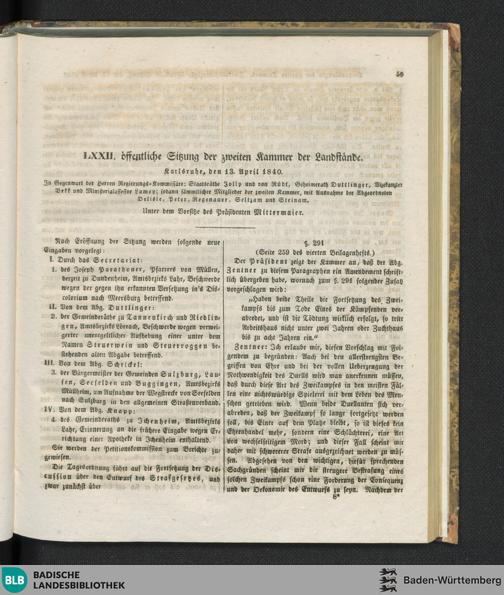 59
LXXII. öffentliche Sitzung der zweiten Kammer der Landstände.
Karlsruhe, den 13. April 1840.
In Gegenwart der Herren Regierungs-Kommissäre: Staatsräthe Jolly und von Rüdt, Geheimerath Duttlinger, Vizekanzler
Bekk und Ministerialassessor Lamey; sodann sämmtlicher Mitglieder der zweiten Kammer, mit Ausnahme der Abgeordneten
Delisle, Peter, Regenauer, Seltzam und Steinam.
Unter dem Vorsitze des Präsidenten Mittermaier.
Nach Eröffnung der Sitzung werden folgende neue
Eingaben vorgelegt:
I. Durch das Secretariat:
1. des Joseph Parathoner, Pfarrers von Müllen,
derzeit zu Dundenheim, Amtsbezirks Lahr, Beschwerde
wegen der gegen ihn erkannten Versetzung in's Dis-
colorium nach Meersburg betreffend.
II. Von dem Abg. Duttlinger:
2. der Gemeinderäthe zu Tannenkirch und Riedlin-
gen, Amtsbezirks Lörrach, Beschwerde wegen verwei-
gerter unentgeltlicher Aufhebung einer unter dem
Namen Steuerwein und Steuerroggen be-
stehenden alten Abgabe betreffend.
III. Von dem Abg. Schrickel:
3. der Bürgermeister der Gemeinden Sulzburg, Lau-
fen, Seefelden und Buggingen, Amtsbezirks
Müllheim, um Aufnahme der Wegstrecke von Seefelden
nach Sulzburg in den allgemeinen Straßenverband.
IV. Von dem Abg. Knapp:
4. des Gemeinderaths zu Ichenheim, Amtsbezirks
Lahr, Erinnerung an die frühere Eingabe wegen Er-
richtung einer Apotheke in Ichenheim enthaltend.
Sie werden der Petitionskommission zum Berichte zu-
gewiesen.
Die Tagesordnung führt auf die Fortsetzung der Dis-
cussion über den Entwurf des Strafgesetzes, und
zwar zunächst über
§. 291
(Seite 259 des vierten Beilagenhefts.)
Der Präsident zeigt der Kammer an, daß der Abg.
Zentner zu diesem Paragraphen ein Amendement schrift-
lich übergeben habe, wornach zum §. 291 folgender Zusatz
vorgeschlagen wird:
„Haben beide Theile die Fortsetzung des Zwei-
kampfs bis zum Tode Eines der Kämpfenden ver-
abredet, und ist die Tödtung wirklich erfolgt, so tritt
Arbeitshaus nicht unter zwei Jahren oder Zuchthaus
bis zu acht Jahren ein.“
Zentner: Ich erlaube mir, diesen Vorschlag mit Fol-
gendem zu begründen: Auch bei den allerstrengsten Be-
griffen von Ehre und bei der vollen Ueberzeugung der
Nothwendigkeit des Duells wird man anerkennen müssen,
daß durch diese Art des Zweikampfes in den meisten Fäl-
len eine nichtswürdige Spielerei mit dem Leben des Men-
schen getrieben wird. Wenn beide Duellanten sich ver-
abreden, daß der Zweikampf so lange fortgesetzt werden
soll, bis Einer auf dem Platze bleibt, so ist dieses kein
Ehrenhandel mehr, sondern eine Schlächterei, eine Art
von wechselseitigem Mord; und dieser Fall scheint mir
daher mit schwererer Strafe ausgezeichnet werden zu müs-
sen. Abgesehen von den wichtigen, hiefür sprechenden
Sachgründen scheint mir die strengere Bestrafung eines
solchen Zweikampfs schon eine Forderung der Consequenz
und der Oekonomie des Entwurfs zu seyn. Nachdem der
8*
BLB
BADISCHE
LANDESBIBLIOTHEK
Baden-Württemberg